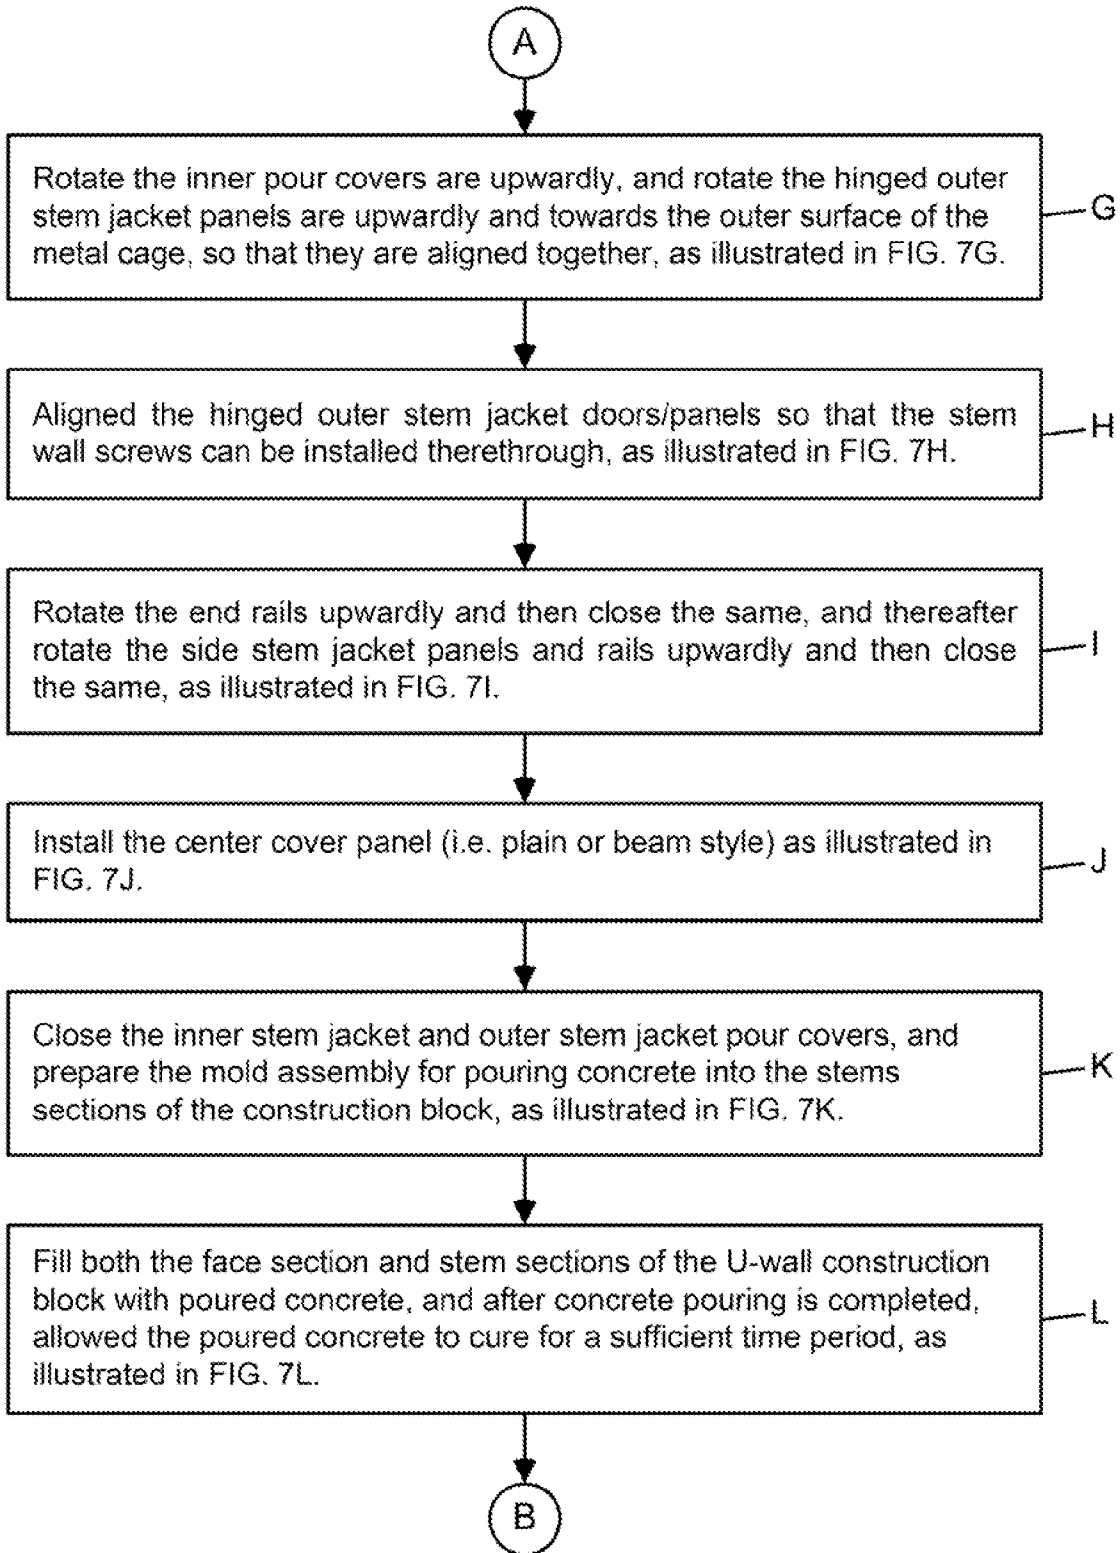 A
Rotate the inner pour covers are upwardly, and rotate the hinged outer
stem jacket panels are upwardly and towards the outer surface of the
metal cage, so that they are aligned together, as illustrated in FIG. 7G.
G
Aligned the hinged outer stem jacket doors/panels so that the stem
wall screws can be installed therethrough, as illustrated in FIG. 7H.
H
Rotate the end rails upwardly and then close the same, and thereafter
rotate the side stem jacket panels and rails upwardly and then close
the same, as illustrated in FIG. 7I.
I
Install the center cover panel (i.e. plain or beam style) as illustrated in
FIG. 7J.
J
Close the inner stem jacket and outer stem jacket pour covers, and
prepare the mold assembly for pouring concrete into the stems
sections of the construction block, as illustrated in FIG. 7K.
K
Fill both the face section and stem sections of the U-wall construction
block with poured concrete, and after concrete pouring is completed,
allowed the poured concrete to cure for a sufficient time period, as
illustrated in FIG. 7L.
L
B